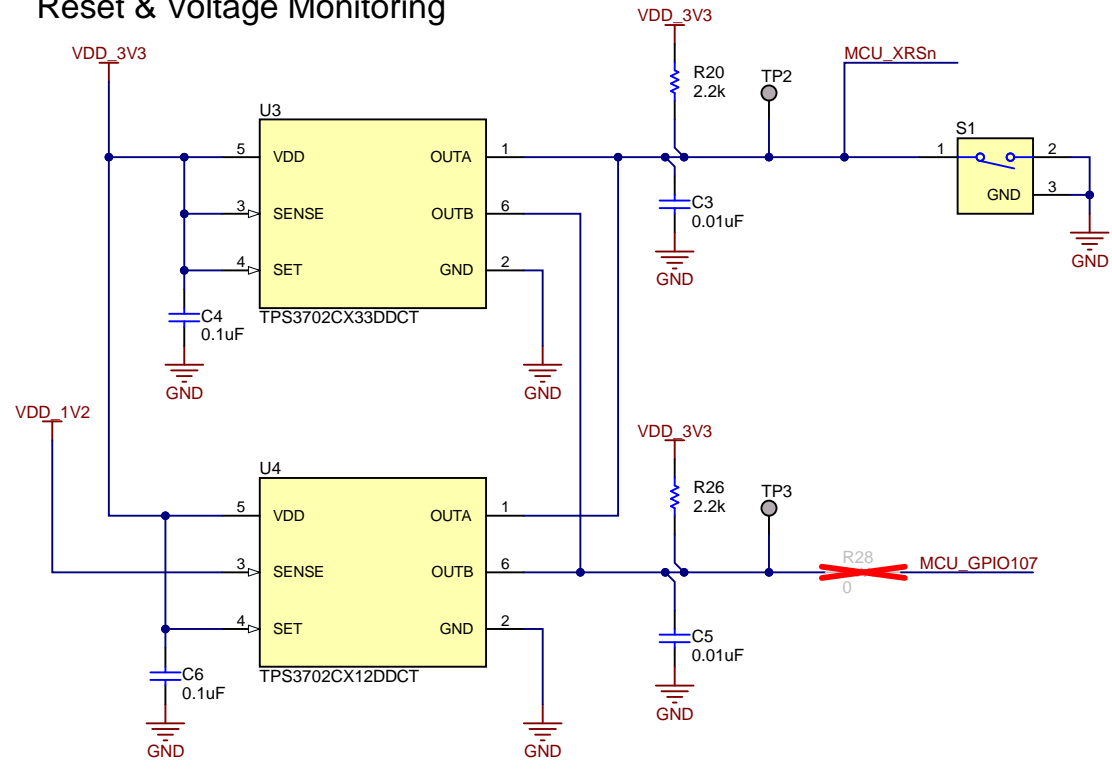 Reset & Voltage Monitoring
VDD_3V3
VDD_3V3
R20
2.2k
TP2
MCU_XRSn
U3
5 VDD OUTA 1
3 SENSE OUTB 6
4 SET GND 2
TPS3702CX33DDCT
C4
0.1uF
GND
GND
C3
0.01uF
GND
S1
1 2
GND 3
GND
VDD_1V2
VDD_3V3
R26
2.2k
TP3
U4
5 VDD OUTA 1
3 SENSE OUTB 6
4 SET GND 2
TPS3702CX12DDCT
R28
0
MCU_GPIO107
C6
0.1uF
GND
GND
C5
0.01uF
GND